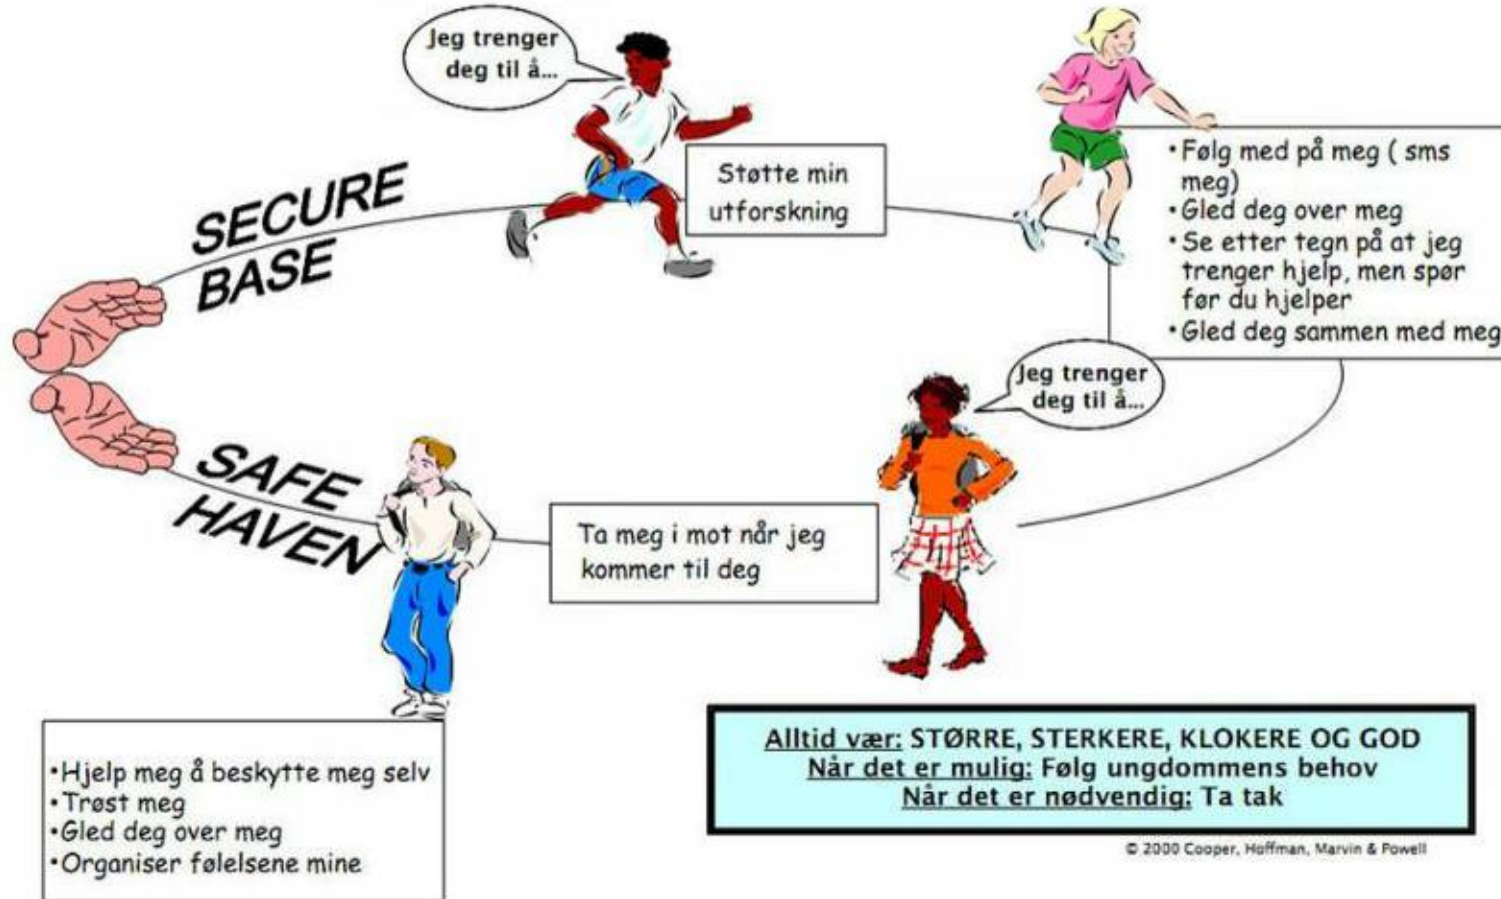 Jeg trenger
deg til å...
SECURE
BASE
Støtte min
utforskning
•Følg med på meg ( sms
meg)
•Gled deg over meg
•Se etter tegn på at jeg
trenger hjelp, men spør
før du hjelper
•Gled deg sammen med meg
Jeg trenger
deg til å...
SAFE
HAVEN
Ta meg i mot når jeg
kommer til deg
•Hjelp meg å beskytte meg selv
•Trøst meg
•Gled deg over meg
•Organiser følelsene mine
Alltid vær: STØRRE, STERKERE, KLOKERE OG GOD
Når det er mulig: Følg ungdommens behov
Når det er nødvendig: Ta tak
© 2000 Cooper, Hoffman, Marvin & Powell